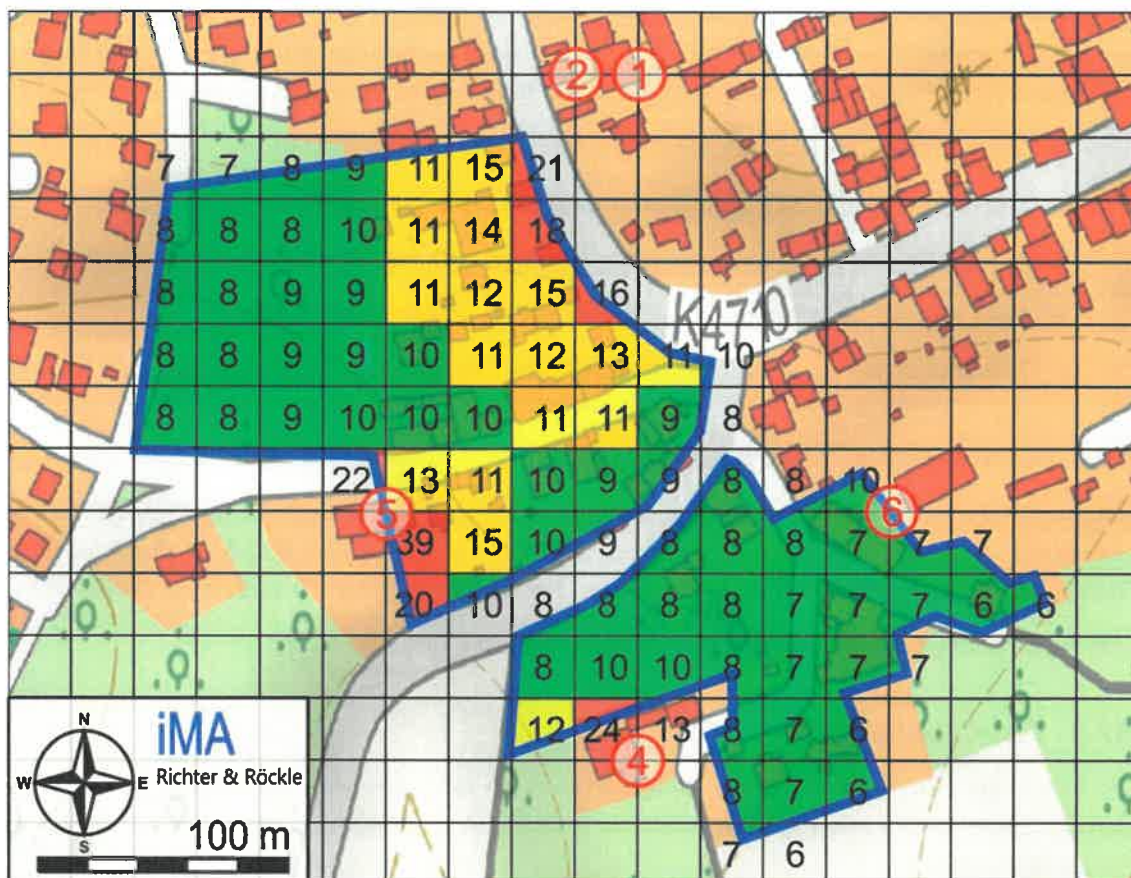 2 1
480
7 7 8 9 11 15 21
8 8 8 10 11 14 18
8 8 9 9 11 12 15 16
K4710
8 8 9 9 10 11 12 13 11 10
8 8 9 10 10 10 11 11 9 8
22 13 11 10 9 9 8 8 10
5 6
39 15 10 9 8 8 8 7 7 7
20 10 8 8 8 8 7 7 7 6 6
8 10 10 8 7 7 7
12 24 13 8 7 6
4
8 7 6
7 6
N
W E
S
iMA
Richter & Röckle
100 m